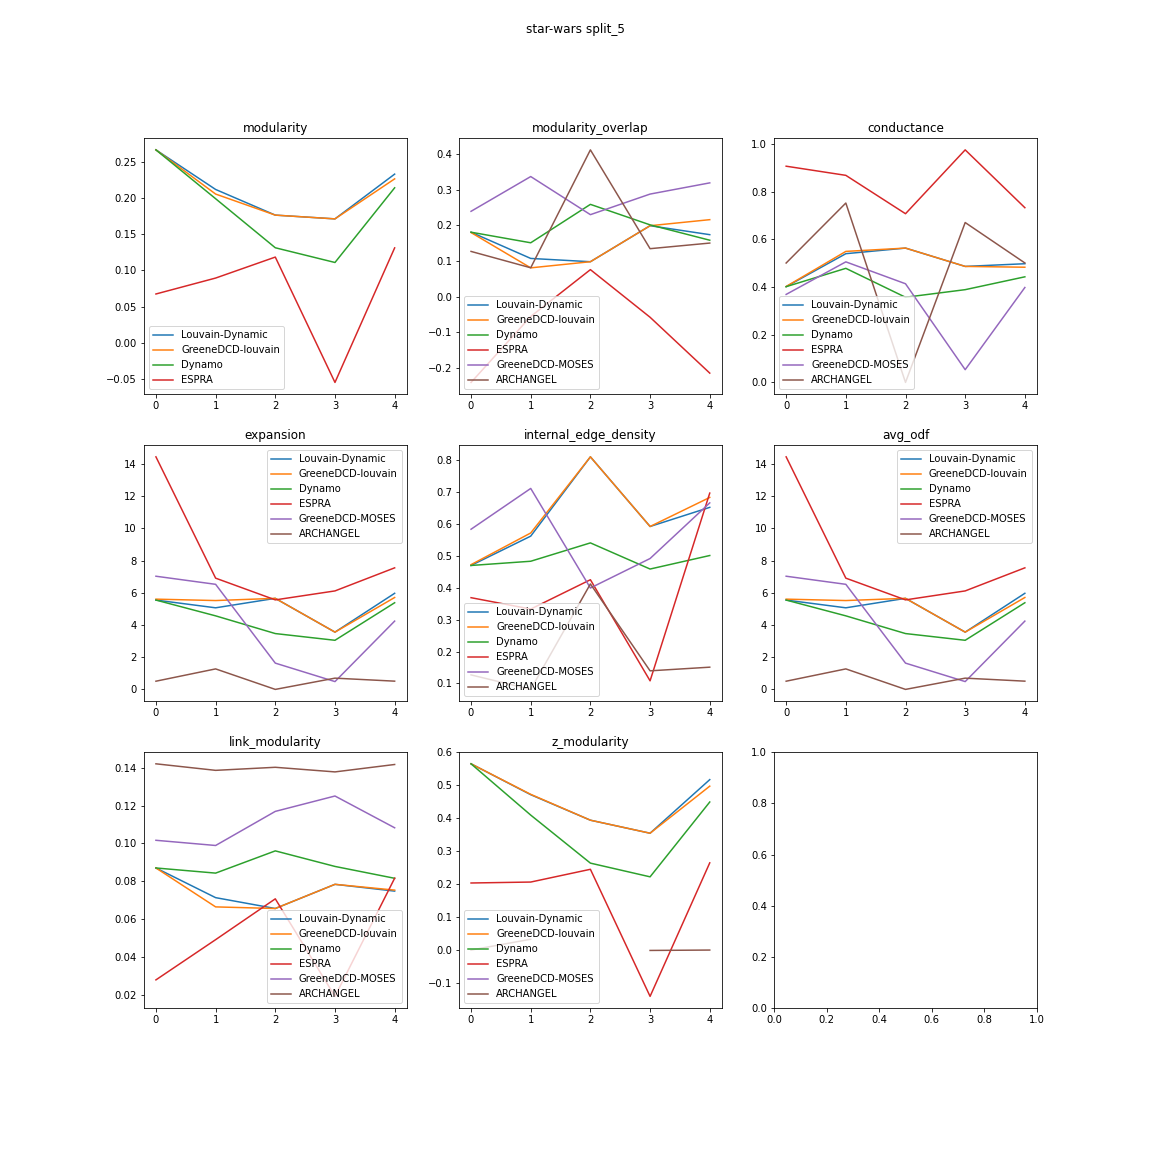 star-wars split_5
modularity
0.25
0.20
0.15
0.10
0.05
0.00
−0.05
Louvain-Dynamic
GreeneDCD-louvain
Dynamo
ESPRA
0 1 2 3 4
modularity_overlap
0.4
0.3
0.2
0.1
0.0
−0.1
−0.2
Louvain-Dynamic
GreeneDCD-louvain
Dynamo
ESPRA
GreeneDCD-MOSES
ARCHANGEL
0 1 2 3 4
conductance
1.0
0.8
0.6
0.4
0.2
0.0
Louvain-Dynamic
GreeneDCD-louvain
Dynamo
ESPRA
GreeneDCD-MOSES
ARCHANGEL
0 1 2 3 4
expansion
14
12
10
8
6
4
2
0
Louvain-Dynamic
GreeneDCD-louvain
Dynamo
ESPRA
GreeneDCD-MOSES
ARCHANGEL
0 1 2 3 4
internal_edge_density
0.8
0.7
0.6
0.5
0.4
0.3
0.2
0.1
Louvain-Dynamic
GreeneDCD-louvain
Dynamo
ESPRA
GreeneDCD-MOSES
ARCHANGEL
0 1 2 3 4
avg_odf
14
12
10
8
6
4
2
0
Louvain-Dynamic
GreeneDCD-louvain
Dynamo
ESPRA
GreeneDCD-MOSES
ARCHANGEL
0 1 2 3 4
link_modularity
0.14
0.12
0.10
0.08
0.06
0.04
0.02
Louvain-Dynamic
GreeneDCD-louvain
Dynamo
ESPRA
GreeneDCD-MOSES
ARCHANGEL
0 1 2 3 4
z_modularity
0.6
0.5
0.4
0.3
0.2
0.1
0.0
−0.1
Louvain-Dynamic
GreeneDCD-louvain
Dynamo
ESPRA
GreeneDCD-MOSES
ARCHANGEL
0 1 2 3 4
1.0
0.8
0.6
0.4
0.2
0.0
0.0 0.2 0.4 0.6 0.8 1.0